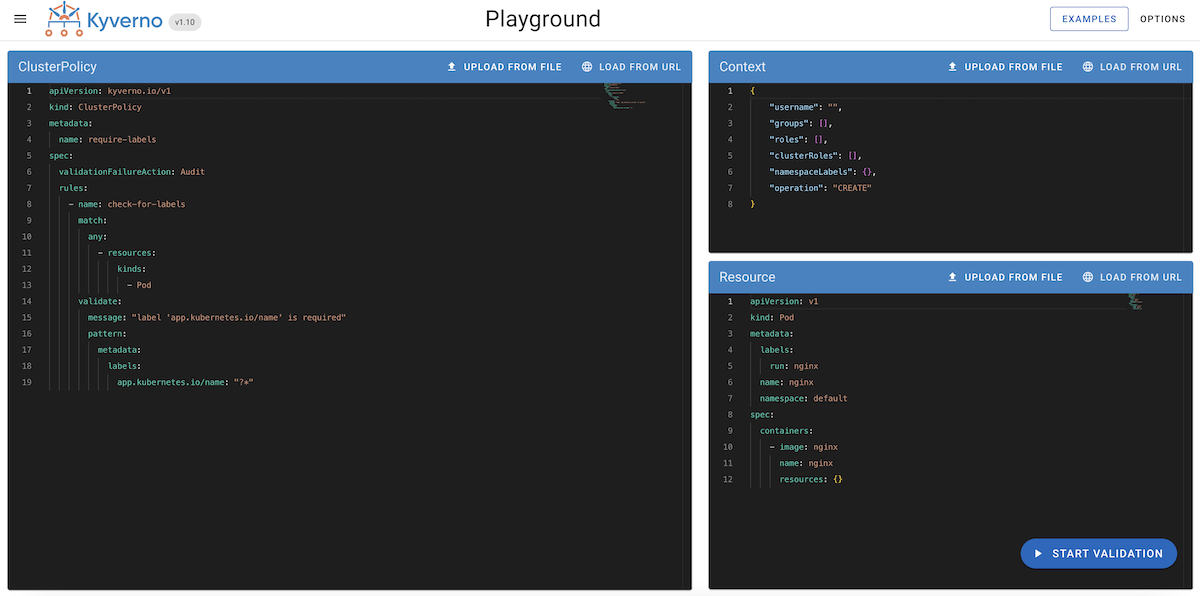 Kyverno v1.10
Playground
EXAMPLES OPTIONS
ClusterPolicy UPLOAD FROM FILE LOAD FROM URL
1 apiVersion: kyverno.io/v1
2 kind: ClusterPolicy
3 metadata:
4 name: require-labels
5 spec:
6 validationFailureAction: Audit
7 rules:
8 - name: check-for-labels
9 match:
10 any:
11 - resources:
12 kinds:
13 - Pod
14 validate:
15 message: "label 'app.kubernetes.io/name' is required"
16 pattern:
17 metadata:
18 labels:
19 app.kubernetes.io/name: "?*"
Context UPLOAD FROM FILE LOAD FROM URL
1 {
2 "username": "",
3 "groups": [],
4 "roles": [],
5 "clusterRoles": [],
6 "namespaceLabels": {},
7 "operation": "CREATE"
8 }
Resource UPLOAD FROM FILE LOAD FROM URL
1 apiVersion: v1
2 kind: Pod
3 metadata:
4 labels:
5 run: nginx
6 name: nginx
7 namespace: default
8 spec:
9 containers:
10 - image: nginx
11 name: nginx
12 resources: {}
START VALIDATION